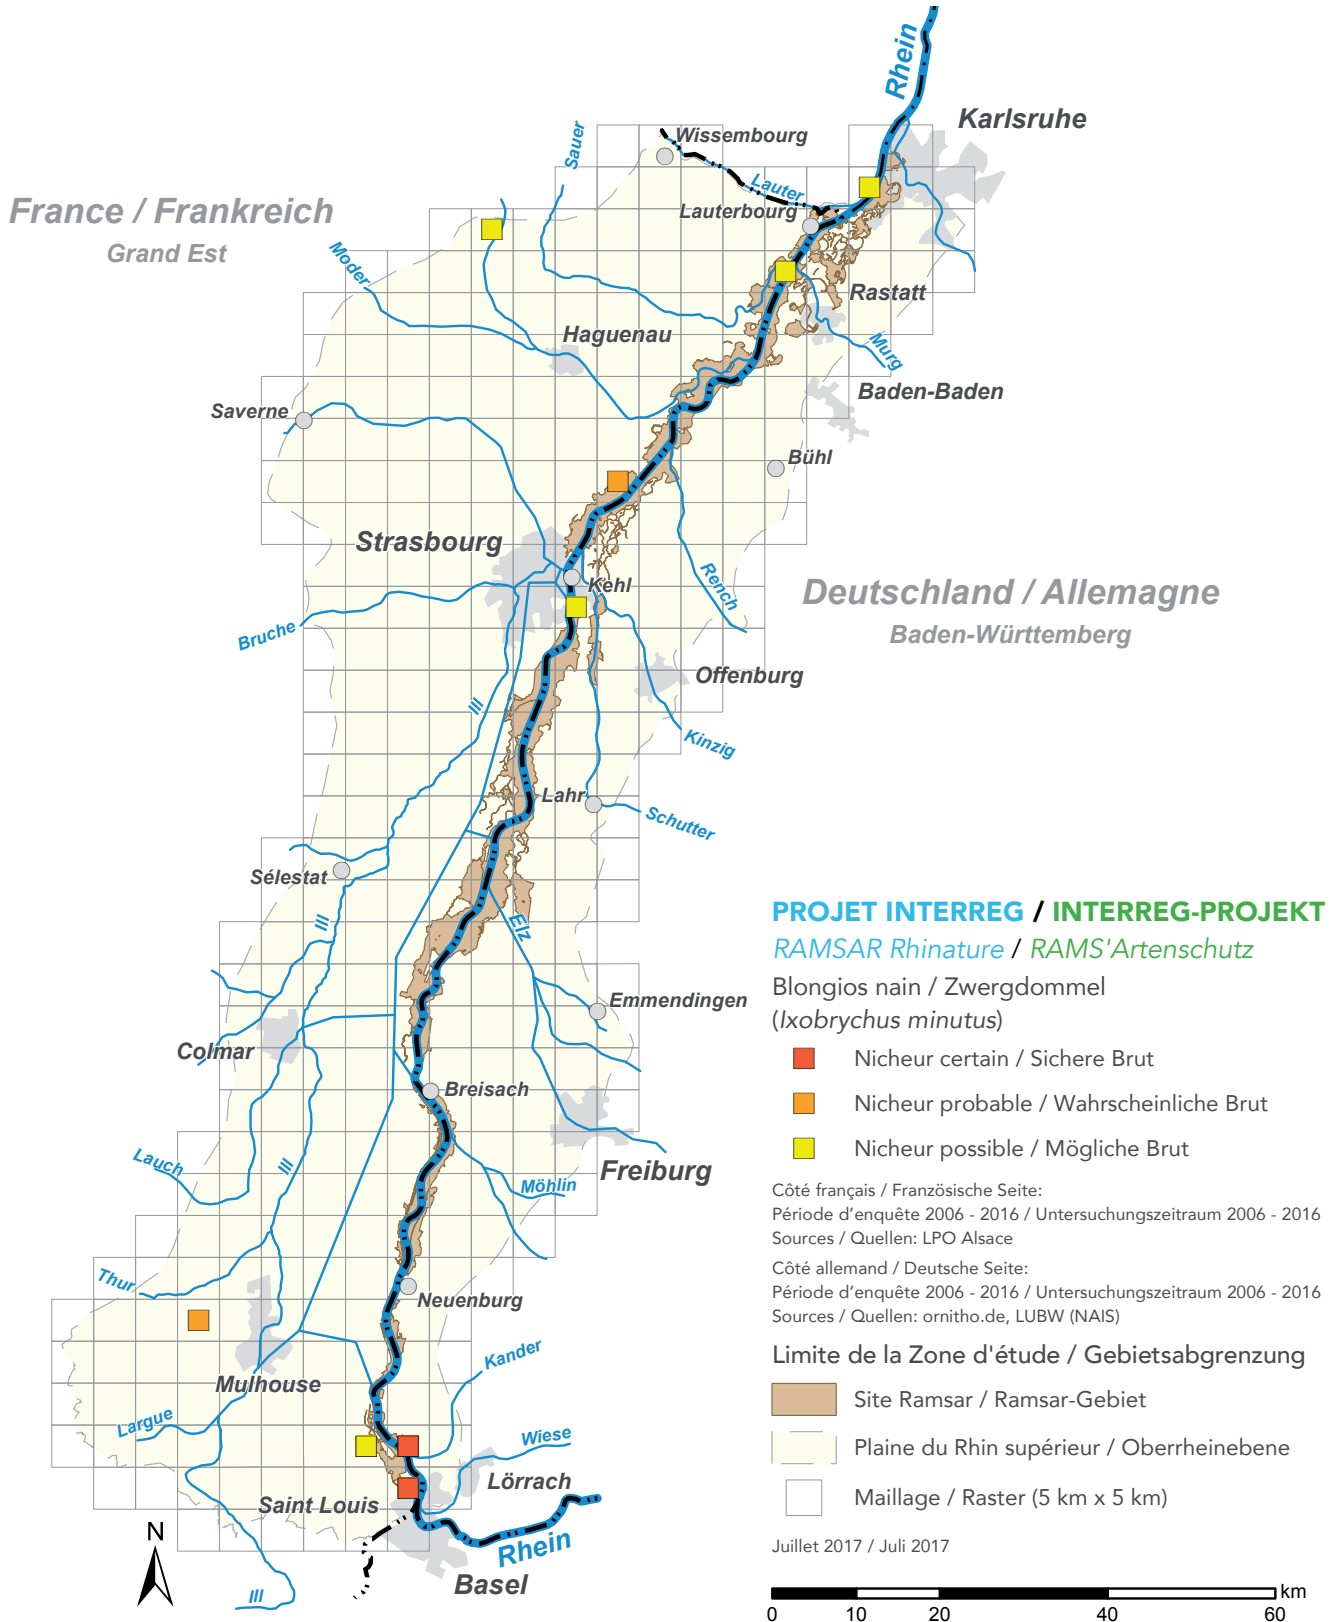 Rhein
Karlsruhe
Wissembourg
Sauer
Lauter
Lauterbourg
France / Frankreich
Grand Est
Moder
Rastatt
Haguenau
Murg
Baden-Baden
Saverne
Bühl
Strasbourg
Kehl
Rench
Deutschland / Allemagne
Baden-Württemberg
Bruche
Offenburg
Ill
Kinzig
Lahr
Schutter
Sélestat
Ill
Elz
Emmendingen
Colmar
Breisach
Lauch
Ill
Freiburg
Möhlin
Thur
Neuenburg
Kander
Mulhouse
Largue
Wiese
Lörrach
Saint Louis
Rhein
Basel
Ill
N
PROJET INTERREG / INTERREG-PROJEKT
RAMSAR Rhinature / RAMS'Artenschutz
Blongios nain / Zwergdommel
(Ixobrychus minutus)
Nicheur certain / Sichere Brut
Nicheur probable / Wahrscheinliche Brut
Nicheur possible / Mögliche Brut
Côté français / Französische Seite:
Période d'enquête 2006 - 2016 / Untersuchungszeitraum 2006 - 2016
Sources / Quellen: LPO Alsace
Côté allemand / Deutsche Seite:
Période d'enquête 2006 - 2016 / Untersuchungszeitraum 2006 - 2016
Sources / Quellen: ornitho.de, LUBW (NAIS)
Limite de la Zone d'étude / Gebietsabgrenzung
Site Ramsar / Ramsar-Gebiet
Plaine du Rhin supérieur / Oberrheinebene
Maillage / Raster (5 km x 5 km)
Juillet 2017 / Juli 2017
km
0 10 20 40 60